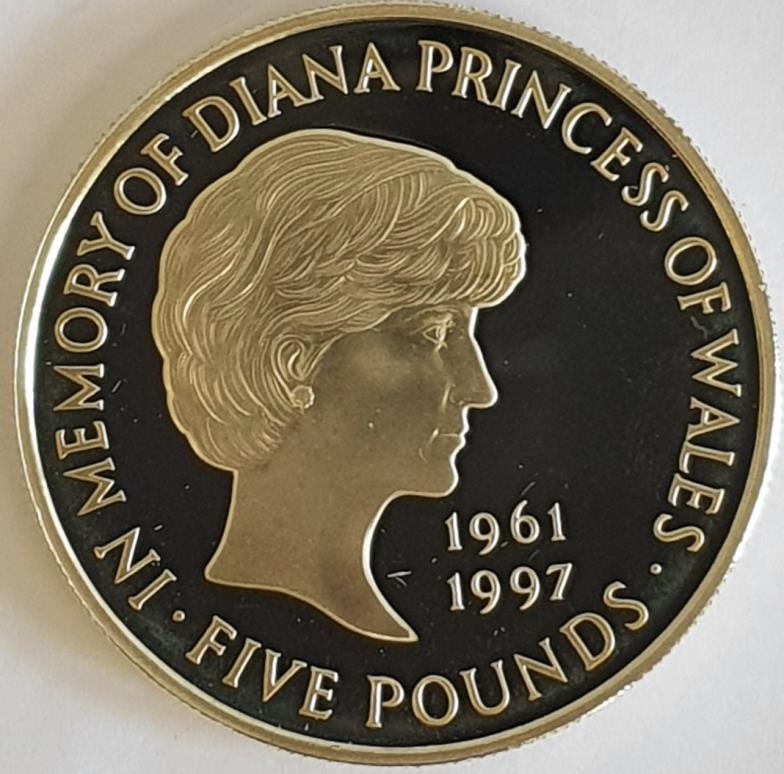 IN MEMORY OF DIANA PRINCESS OF WALES ·
FIVE POUNDS ·
1961
1997